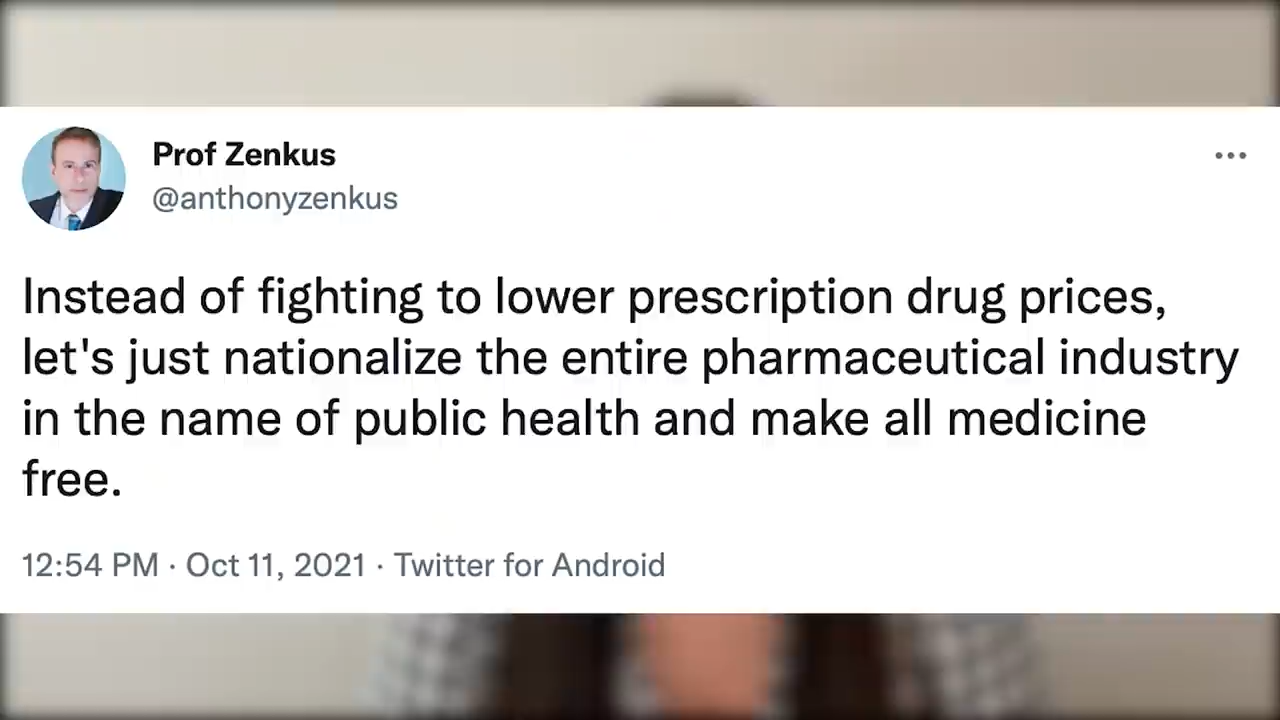 Prof Zenkus
@anthonyzenkus
Instead of fighting to lower prescription drug prices,
let's just nationalize the entire pharmaceutical industry
in the name of public health and make all medicine
free.
12:54 PM · Oct 11, 2021 · Twitter for Android